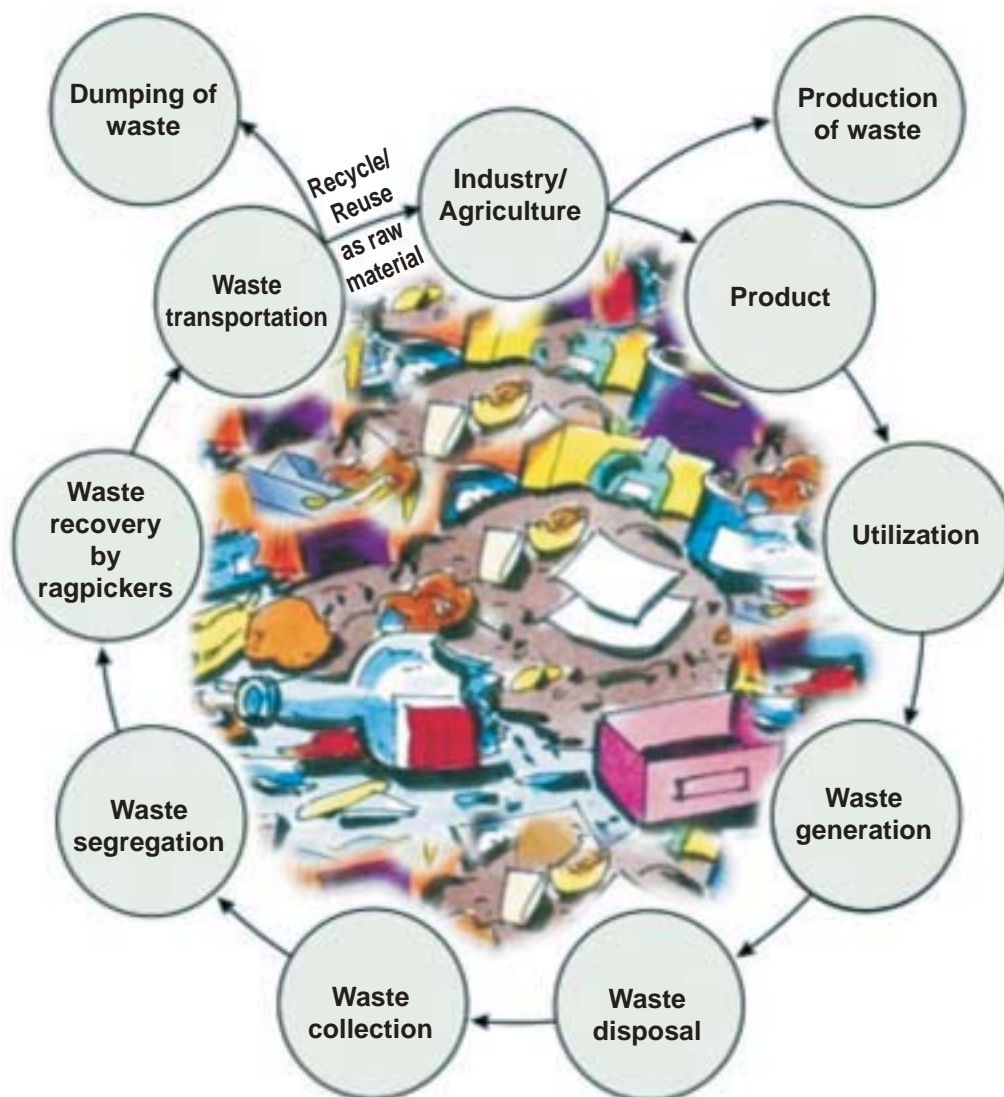 Dumping of
waste
Production
of waste
Recycle/
Reuse
as raw
material
Industry/
Agriculture
Waste
transportation
Product
Waste
recovery
by
ragpickers
Utilization
Waste
segregation
Waste
generation
Waste
collection
Waste
disposal